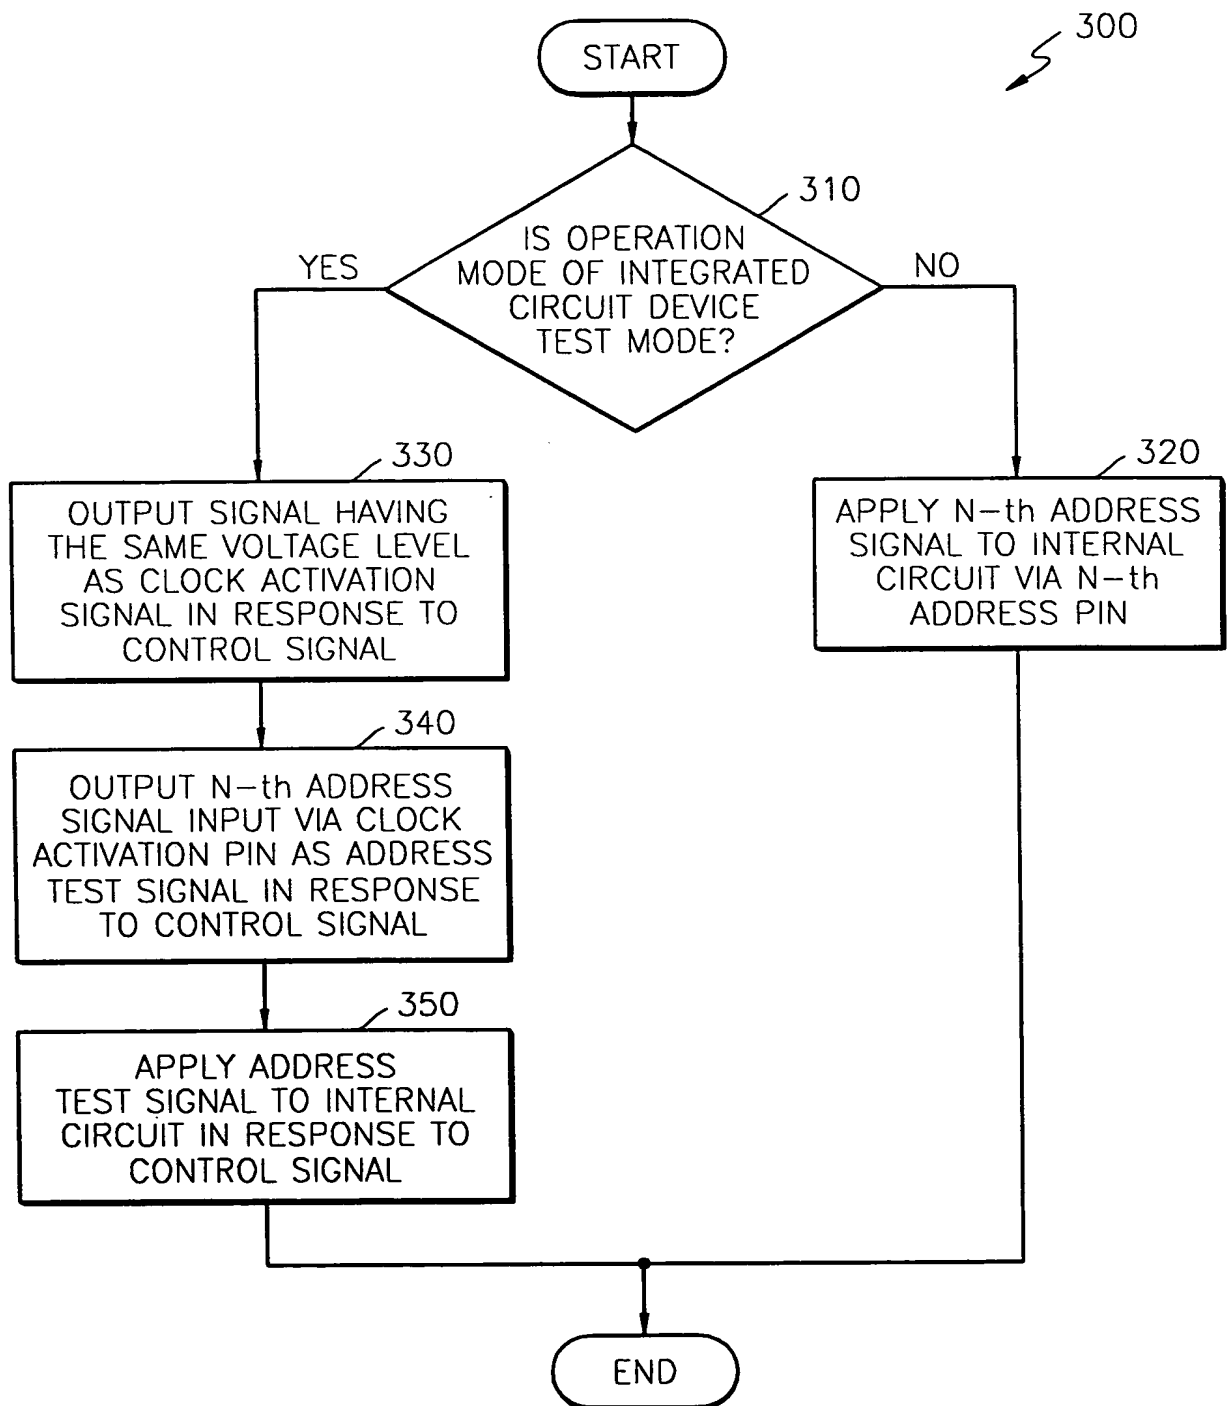 300
START
310
IS OPERATION
MODE OF INTEGRATED
CIRCUIT DEVICE
TEST MODE?
YES
NO
330
OUTPUT SIGNAL HAVING
THE SAME VOLTAGE LEVEL
AS CLOCK ACTIVATION
SIGNAL IN RESPONSE TO
CONTROL SIGNAL
320
APPLY N-th ADDRESS
SIGNAL TO INTERNAL
CIRCUIT VIA N-th
ADDRESS PIN
340
OUTPUT N-th ADDRESS
SIGNAL INPUT VIA CLOCK
ACTIVATION PIN AS ADDRESS
TEST SIGNAL IN RESPONSE
TO CONTROL SIGNAL
350
APPLY ADDRESS
TEST SIGNAL TO INTERNAL
CIRCUIT IN RESPONSE TO
CONTROL SIGNAL
END